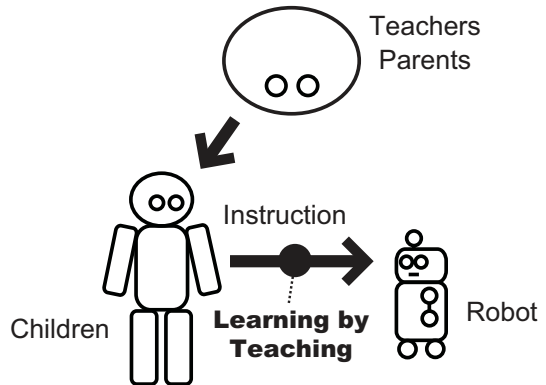 Teachers
Parents
Instruction
Children
Learning by
Teaching
Robot